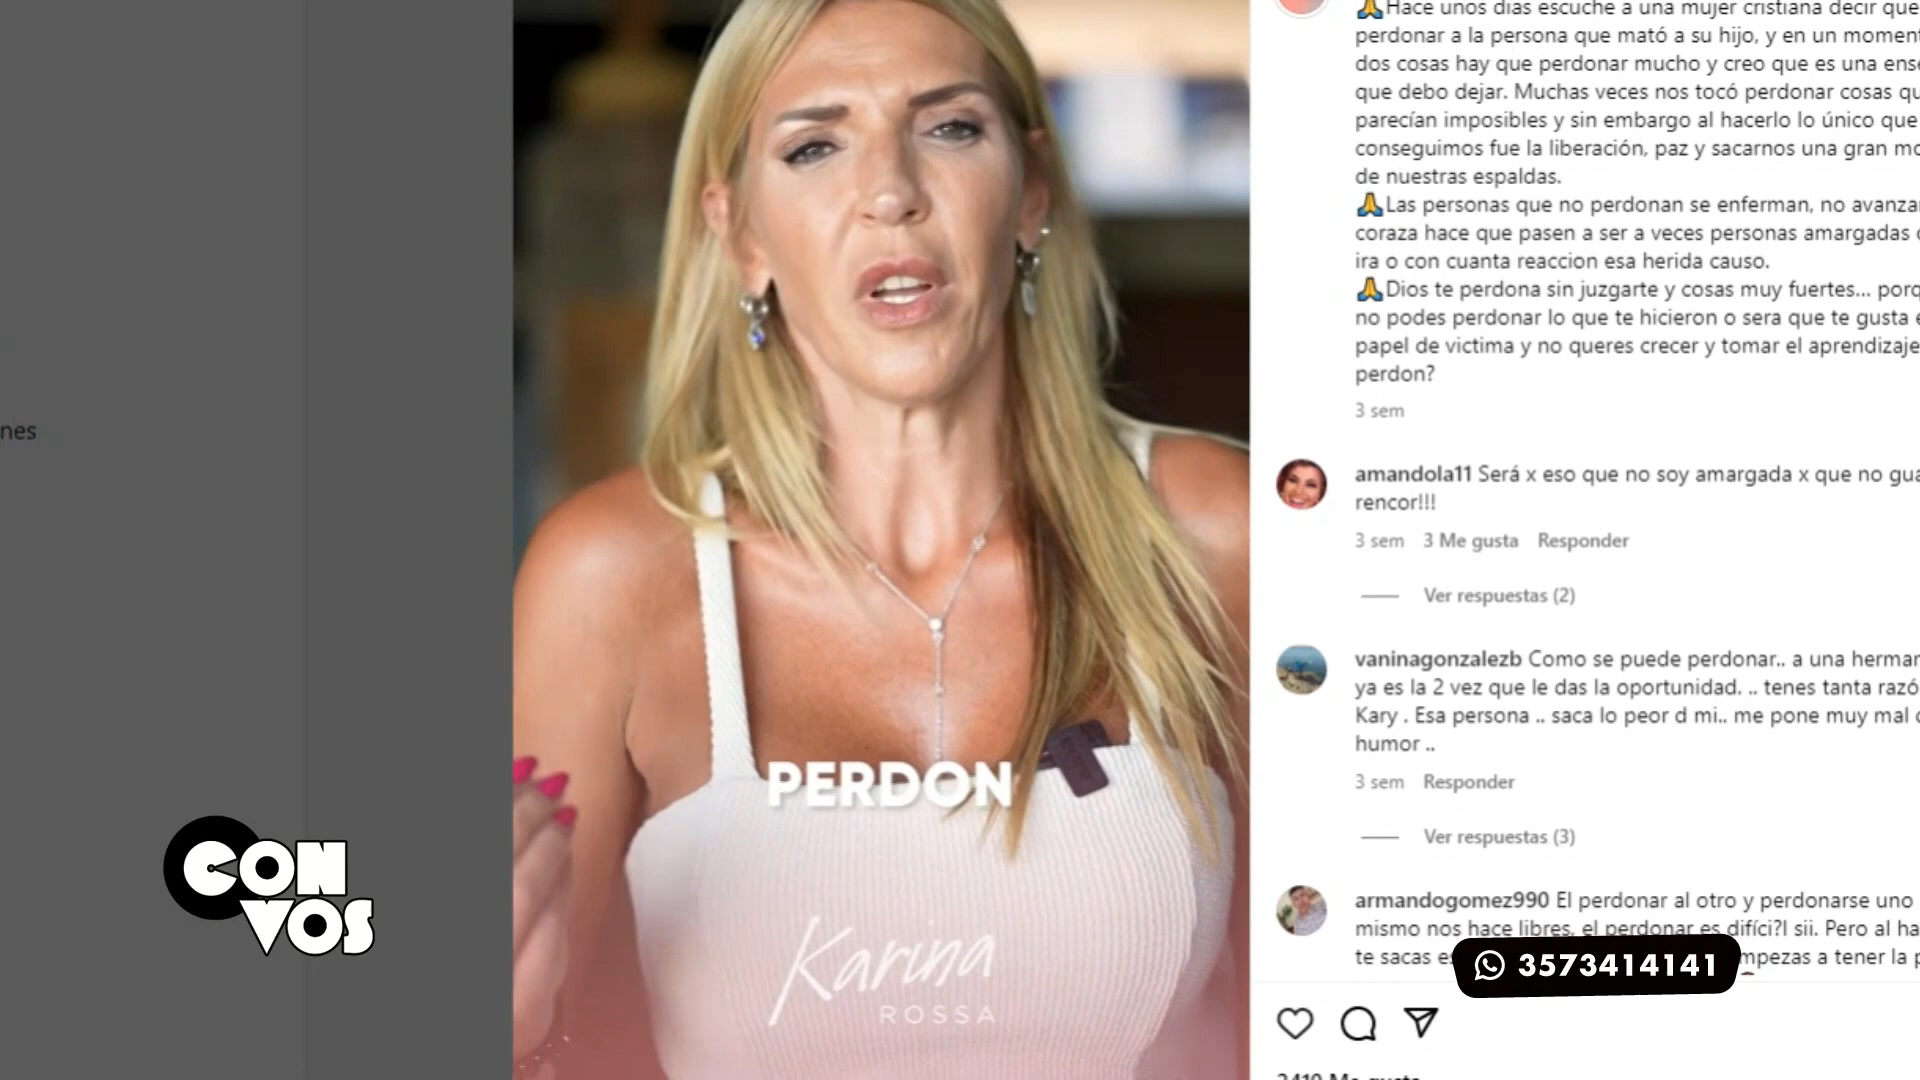 nes
CON
VOS
PERDON
Karina
ROSSA
🙏Hace unos dias escuche a una mujer cristiana decir que
perdonar a la persona que mató a su hijo, y en un moment
dos cosas hay que perdonar mucho y creo que es una ens
que debo dejar. Muchas veces nos tocó perdonar cosas qu
parecían imposibles y sin embargo al hacerlo lo único que
conseguimos fue la liberación, paz y sacarnos una gran mo
de nuestras espaldas.
🙏Las personas que no perdonan se enferman, no avanza
coraza hace que pasen a ser a veces personas amargadas
ira o con cuanta reaccion esa herida causo.
🙏Dios te perdona sin juzgarte y cosas muy fuertes... porq
no podes perdonar lo que te hicieron o sera que te gusta e
papel de victima y no queres crecer y tomar el aprendizaje
perdon?
3 sem
amandola11 Será x eso que no soy amargada x que no gua
rencor!!!
3 sem 3 Me gusta Responder
Ver respuestas (2)
vaninagonzalezb Como se puede perdonar.. a una herman
ya es la 2 vez que le das la oportunidad. .. tenes tanta razó
Kary . Esa persona .. saca lo peor d mi.. me pone muy mal
humor ..
3 sem Responder
Ver respuestas (3)
armandogomez990 El perdonar al otro y perdonarse uno
mismo nos hace libres, el perdonar es difíci?l sii. Pero al ha
te sacas es mpezas a tener la p
3573414141
2410 Me gusta